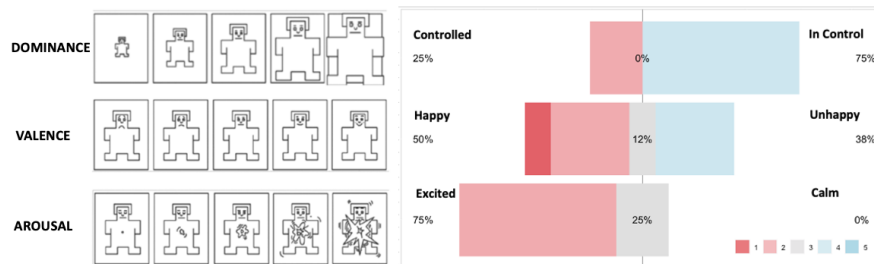 DOMINANCE
VALENCE
AROUSAL
Controlled
25%
0%
In Control
75%
Happy
50%
12%
Unhappy
38%
Excited
75%
25%
Calm
0%
1 2 3 4 5